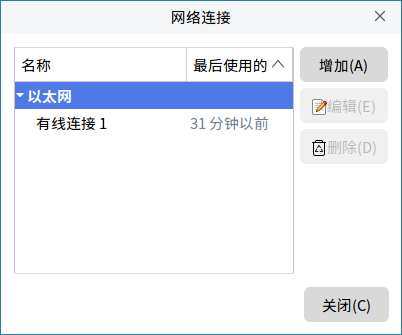 网络连接
名称 最后使用的
增加(A)
以太网
编辑(E)
有线连接 1 31 分钟以前
删除(D)
关闭(C)